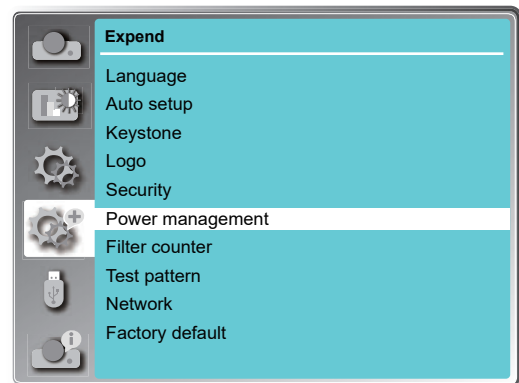 Expend
Language
Auto setup
Keystone
Logo
Security
Power management
Filter counter
Test pattern
Network
Factory default